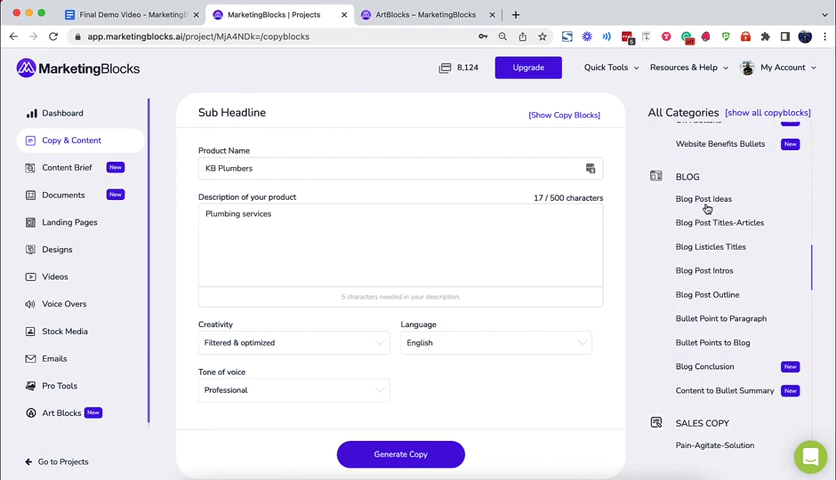 Final Demo Video - MarketingB
MarketingBlocks | Projects
ArtBlocks – MarketingBlocks
app.marketingblocks.ai/project/MjA4NDk=/copyblocks
MarketingBlocks
8,124
Upgrade
Quick Tools
Resources & Help
My Account
Dashboard
Copy & Content
Content Brief New
Documents New
Landing Pages
Designs
Videos
Voice Overs
Stock Media
Emails
Pro Tools
Art Blocks New
Go to Projects
Sub Headline
[Show Copy Blocks]
Product Name
KB Plumbers
Description of your product
17 / 500 characters
Plumbing services
5 characters needed in your description.
Creativity
Language
Filtered & optimized
English
Tone of voice
Professional
Generate Copy
All Categories [show all copyblocks]
Website Benefits Bullets New
BLOG
Blog Post Ideas
Blog Post Titles-Articles
Blog Listicles Titles
Blog Post Intros
Blog Post Outline
Bullet Point to Paragraph
Bullet Points to Blog
Blog Conclusion New
Content to Bullet Summary New
SALES COPY
Pain-Agitate-Solution